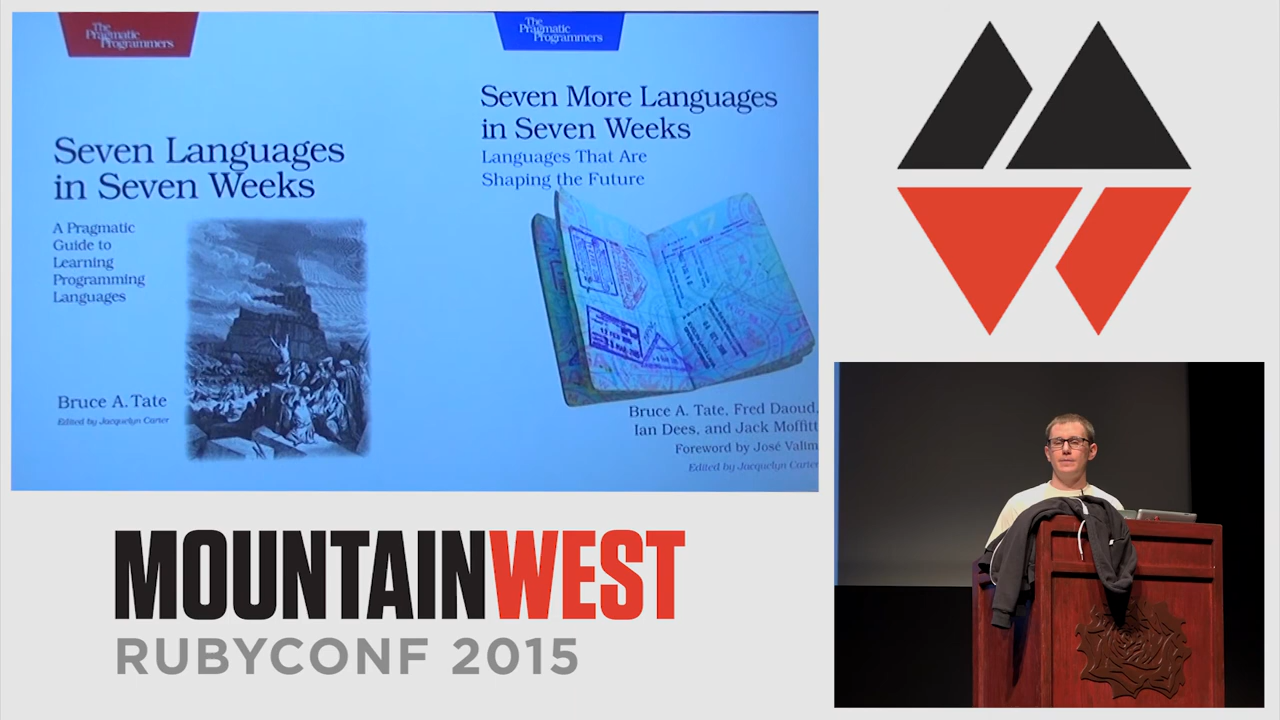 The
Pragmatic
Programmers
Seven Languages
in Seven Weeks
A Pragmatic
Guide to
Learning
Programming
Languages
Bruce A. Tate
Edited by Jacquelyn Carter
The
Pragmatic
Programmers
Seven More Languages
in Seven Weeks
Languages That Are
Shaping the Future
17
Bruce A. Tate, Fred Daoud,
Ian Dees, and Jack Moffitt
Foreword by José Valim
Edited by Jacquelyn Carter
MOUNTAINWEST
RUBYCONF 2015